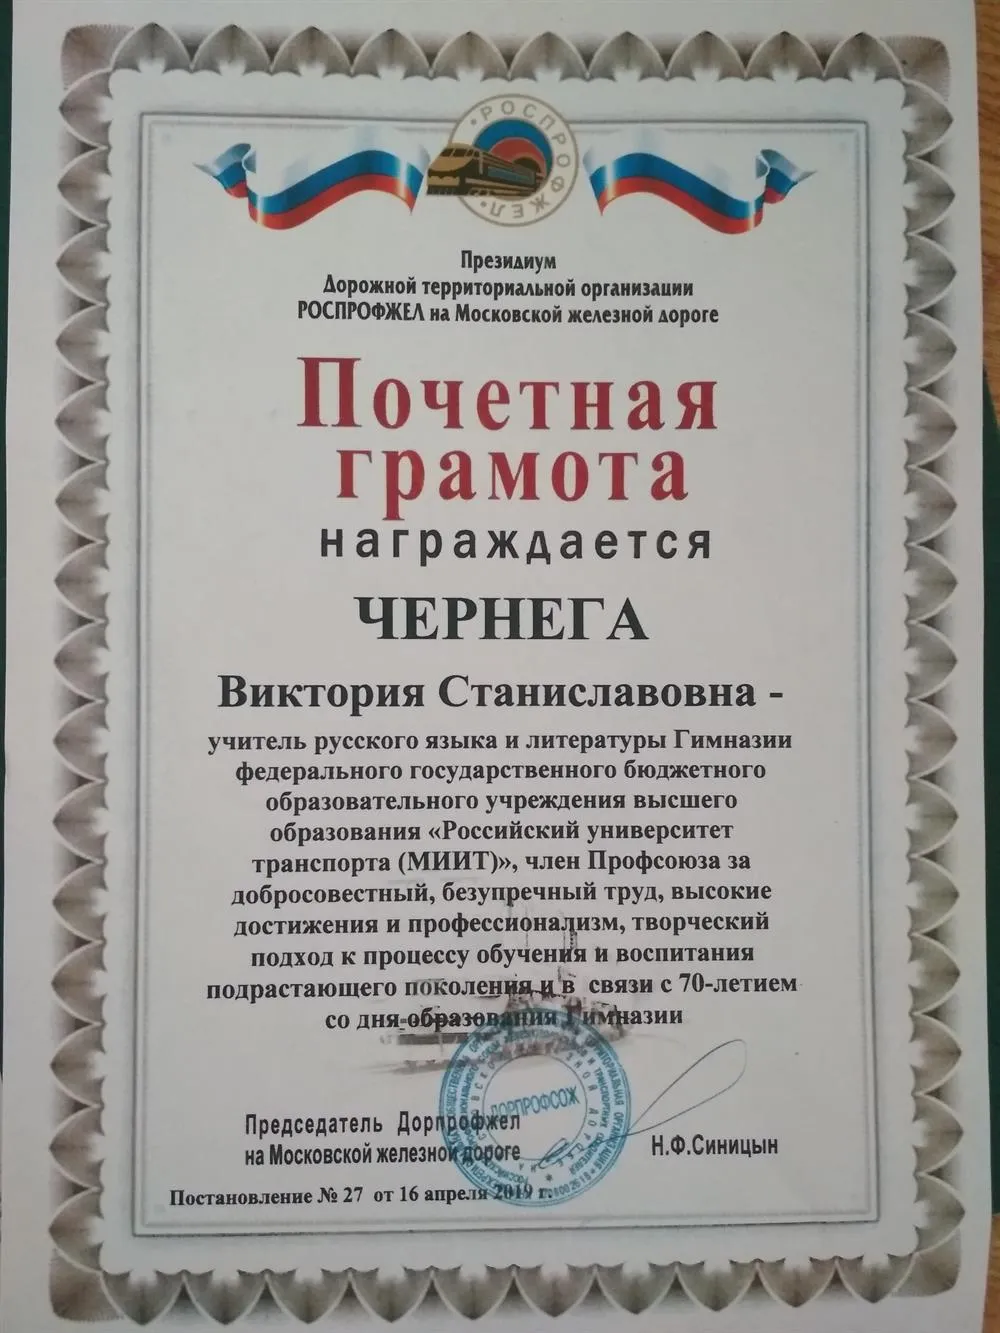 РОСПРОФЖЕЛ
Президиум
Дорожной территориальной организации
РОСПРОФЖЕЛ на Московской железной дороге
Почетная
грамота
награждается
ЧЕРНЕГА
Виктория Станиславовна -
учитель русского языка и литературы Гимназии
федерального государственного бюджетного
образовательного учреждения высшего
образования «Российский университет
транспорта (МИИТ)», член Профсоюза за
добросовестный, безупречный труд, высокие
достижения и профессионализм, творческий
подход к процессу обучения и воспитания
подрастающего поколения и в связи с 70-летием
со дня образования Гимназии
ДОРПРОФСОЖ
Председатель Дорпрофжел
на Московской железной дороге
Н.Ф.Синицын
Постановление № 27 от 16 апреля 2019 г.